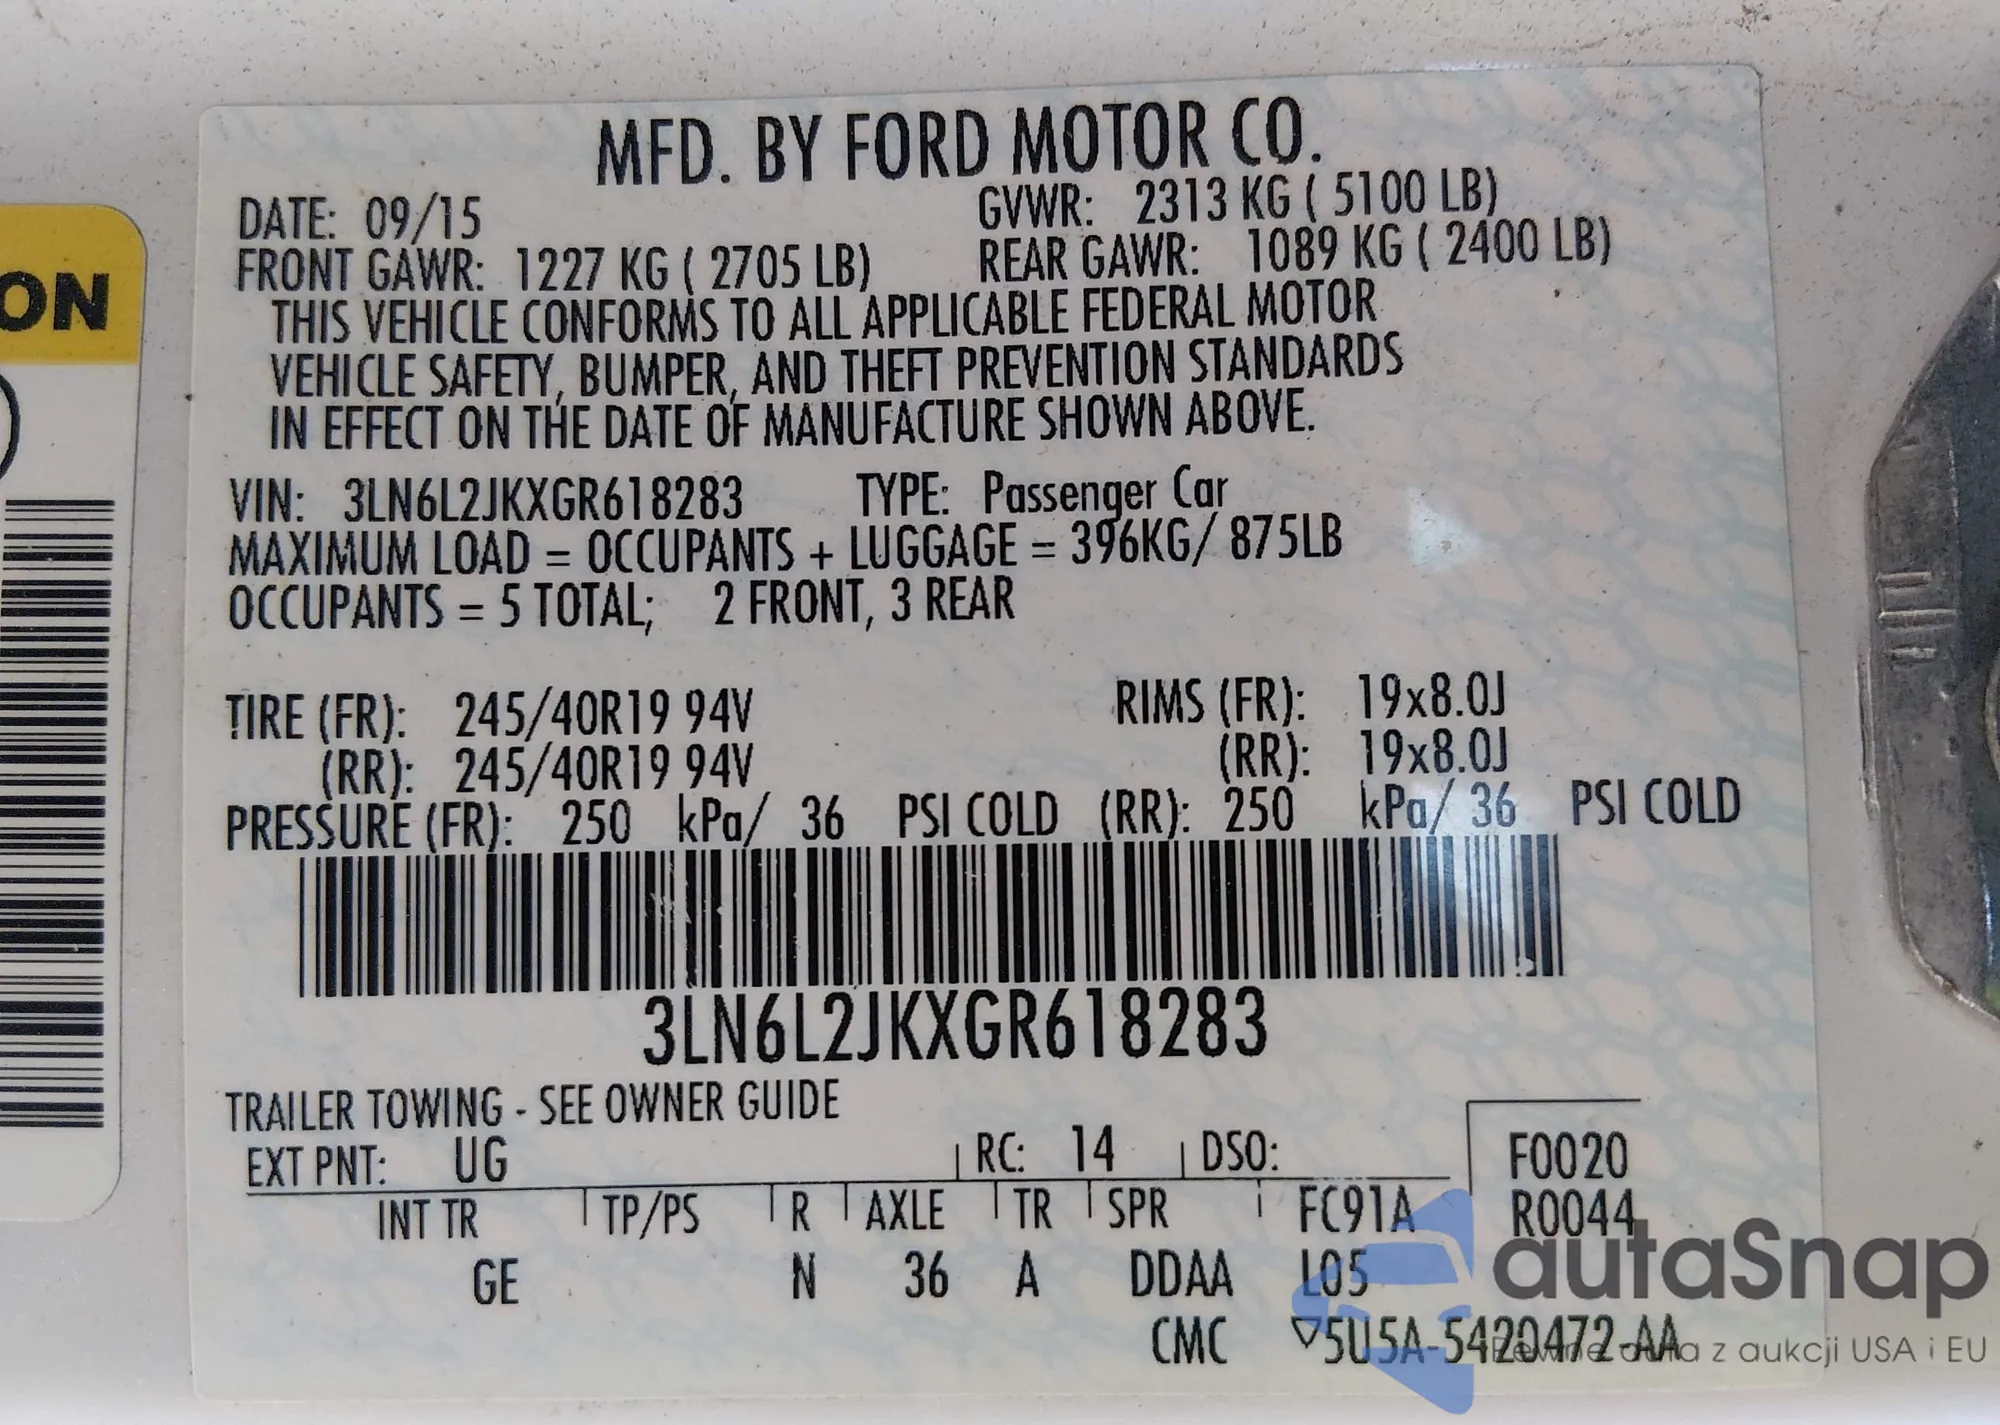 ON
MFD. BY FORD MOTOR CO.
DATE: 09/15 GVWR: 2313 KG ( 5100 LB)
FRONT GAWR: 1227 KG ( 2705 LB) REAR GAWR: 1089 KG ( 2400 LB)
THIS VEHICLE CONFORMS TO ALL APPLICABLE FEDERAL MOTOR
VEHICLE SAFETY, BUMPER, AND THEFT PREVENTION STANDARDS
IN EFFECT ON THE DATE OF MANUFACTURE SHOWN ABOVE.
VIN: 3LN6L2JKXGR618283 TYPE: Passenger Car
MAXIMUM LOAD = OCCUPANTS + LUGGAGE = 396KG/ 875LB
OCCUPANTS = 5 TOTAL; 2 FRONT, 3 REAR
TIRE (FR): 245/40R19 94V RIMS (FR): 19x8.0J
(RR): 245/40R19 94V (RR): 19x8.0J
PRESSURE (FR): 250 kPa/ 36 PSI COLD (RR): 250 kPa/ 36 PSI COLD
3LN6L2JKXGR618283
TRAILER TOWING - SEE OWNER GUIDE
EXT PNT: UG RC: 14 DSO: F0020
INT TR TP/PS R AXLE TR SPR FC91A R0044
GE N 36 A DDAA L05
CMC 5U5A-5420472-AA
autaSnap
Pewne auta z aukcji USA i EU